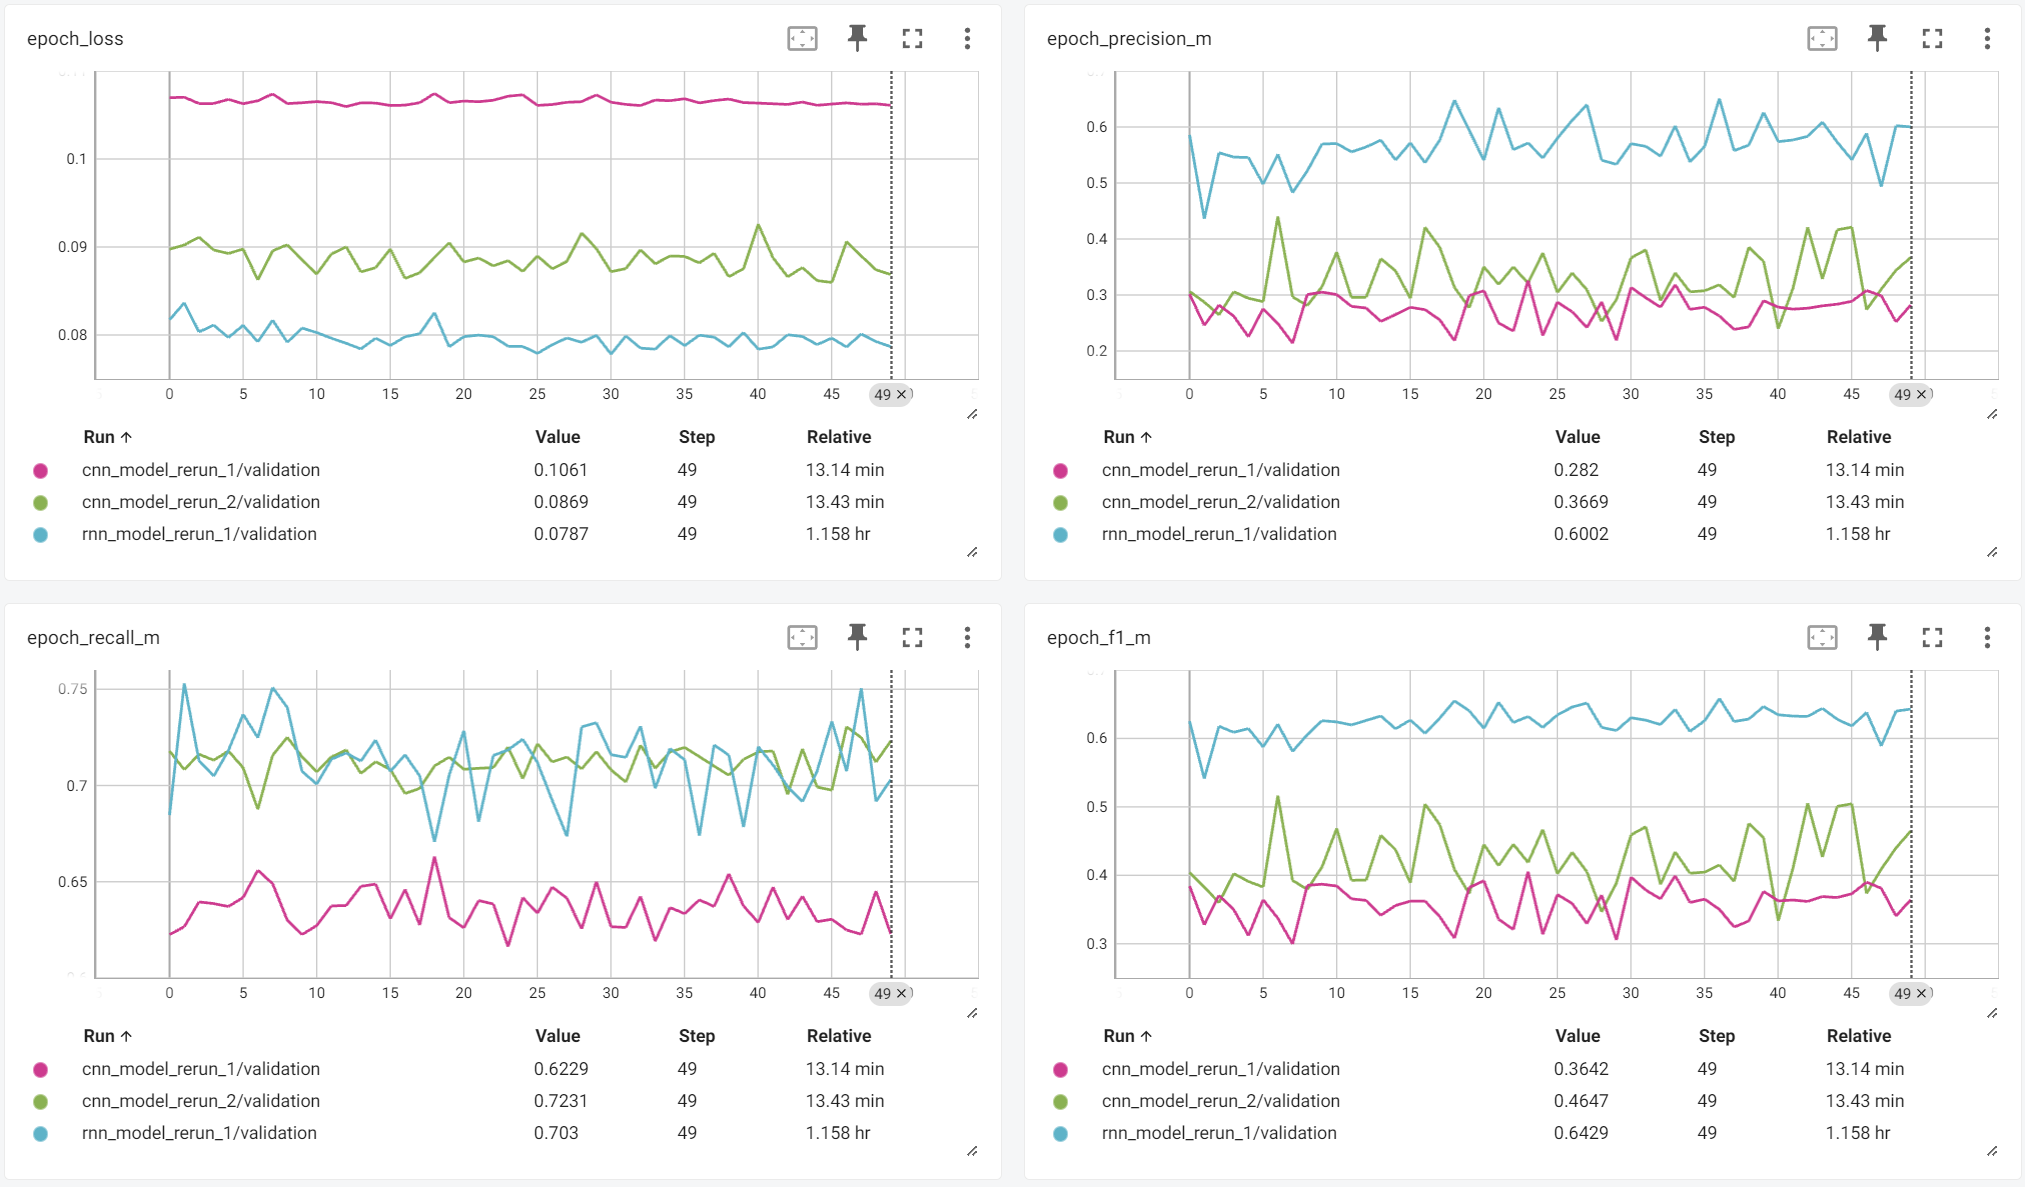 epoch_loss
0.1
0.09
0.08
0 5 10 15 20 25 30 35 40 45 49 ×
Run ↑ Value Step Relative
cnn_model_rerun_1/validation 0.1061 49 13.14 min
cnn_model_rerun_2/validation 0.0869 49 13.43 min
rnn_model_rerun_1/validation 0.0787 49 1.158 hr
epoch_precision_m
0.6
0.5
0.4
0.3
0.2
0 5 10 15 20 25 30 35 40 45 49 ×
Run ↑ Value Step Relative
cnn_model_rerun_1/validation 0.282 49 13.14 min
cnn_model_rerun_2/validation 0.3669 49 13.43 min
rnn_model_rerun_1/validation 0.6002 49 1.158 hr
epoch_recall_m
0.75
0.7
0.65
0 5 10 15 20 25 30 35 40 45 49 ×
Run ↑ Value Step Relative
cnn_model_rerun_1/validation 0.6229 49 13.14 min
cnn_model_rerun_2/validation 0.7231 49 13.43 min
rnn_model_rerun_1/validation 0.703 49 1.158 hr
epoch_f1_m
0.6
0.5
0.4
0.3
0 5 10 15 20 25 30 35 40 45 49 ×
Run ↑ Value Step Relative
cnn_model_rerun_1/validation 0.3642 49 13.14 min
cnn_model_rerun_2/validation 0.4647 49 13.43 min
rnn_model_rerun_1/validation 0.6429 49 1.158 hr